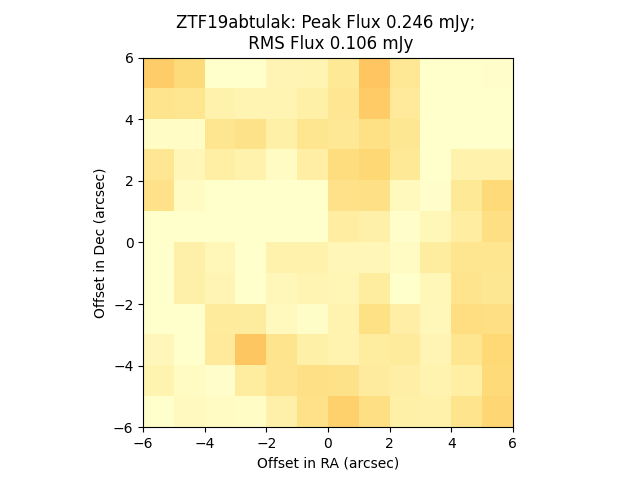 ZTF19abtulak: Peak Flux 0.246 mJy;
RMS Flux 0.106 mJy
6
4
2
0
−2
−4
−6
Offset in Dec (arcsec)
−6 −4 −2 0 2 4 6
Offset in RA (arcsec)